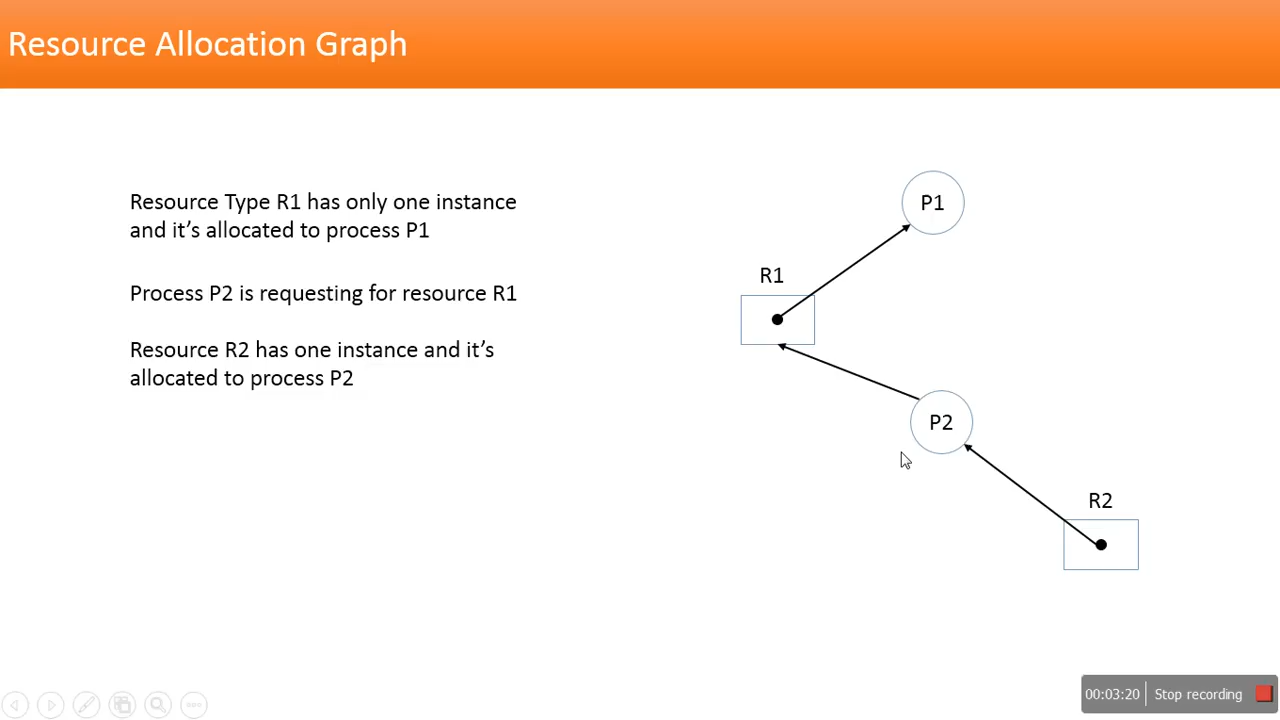 Resource Allocation Graph
Resource Type R1 has only one instance
and it's allocated to process P1
Process P2 is requesting for resource R1
Resource R2 has one instance and it's
allocated to process P2
P1
R1
P2
R2
00:03:20 Stop recording